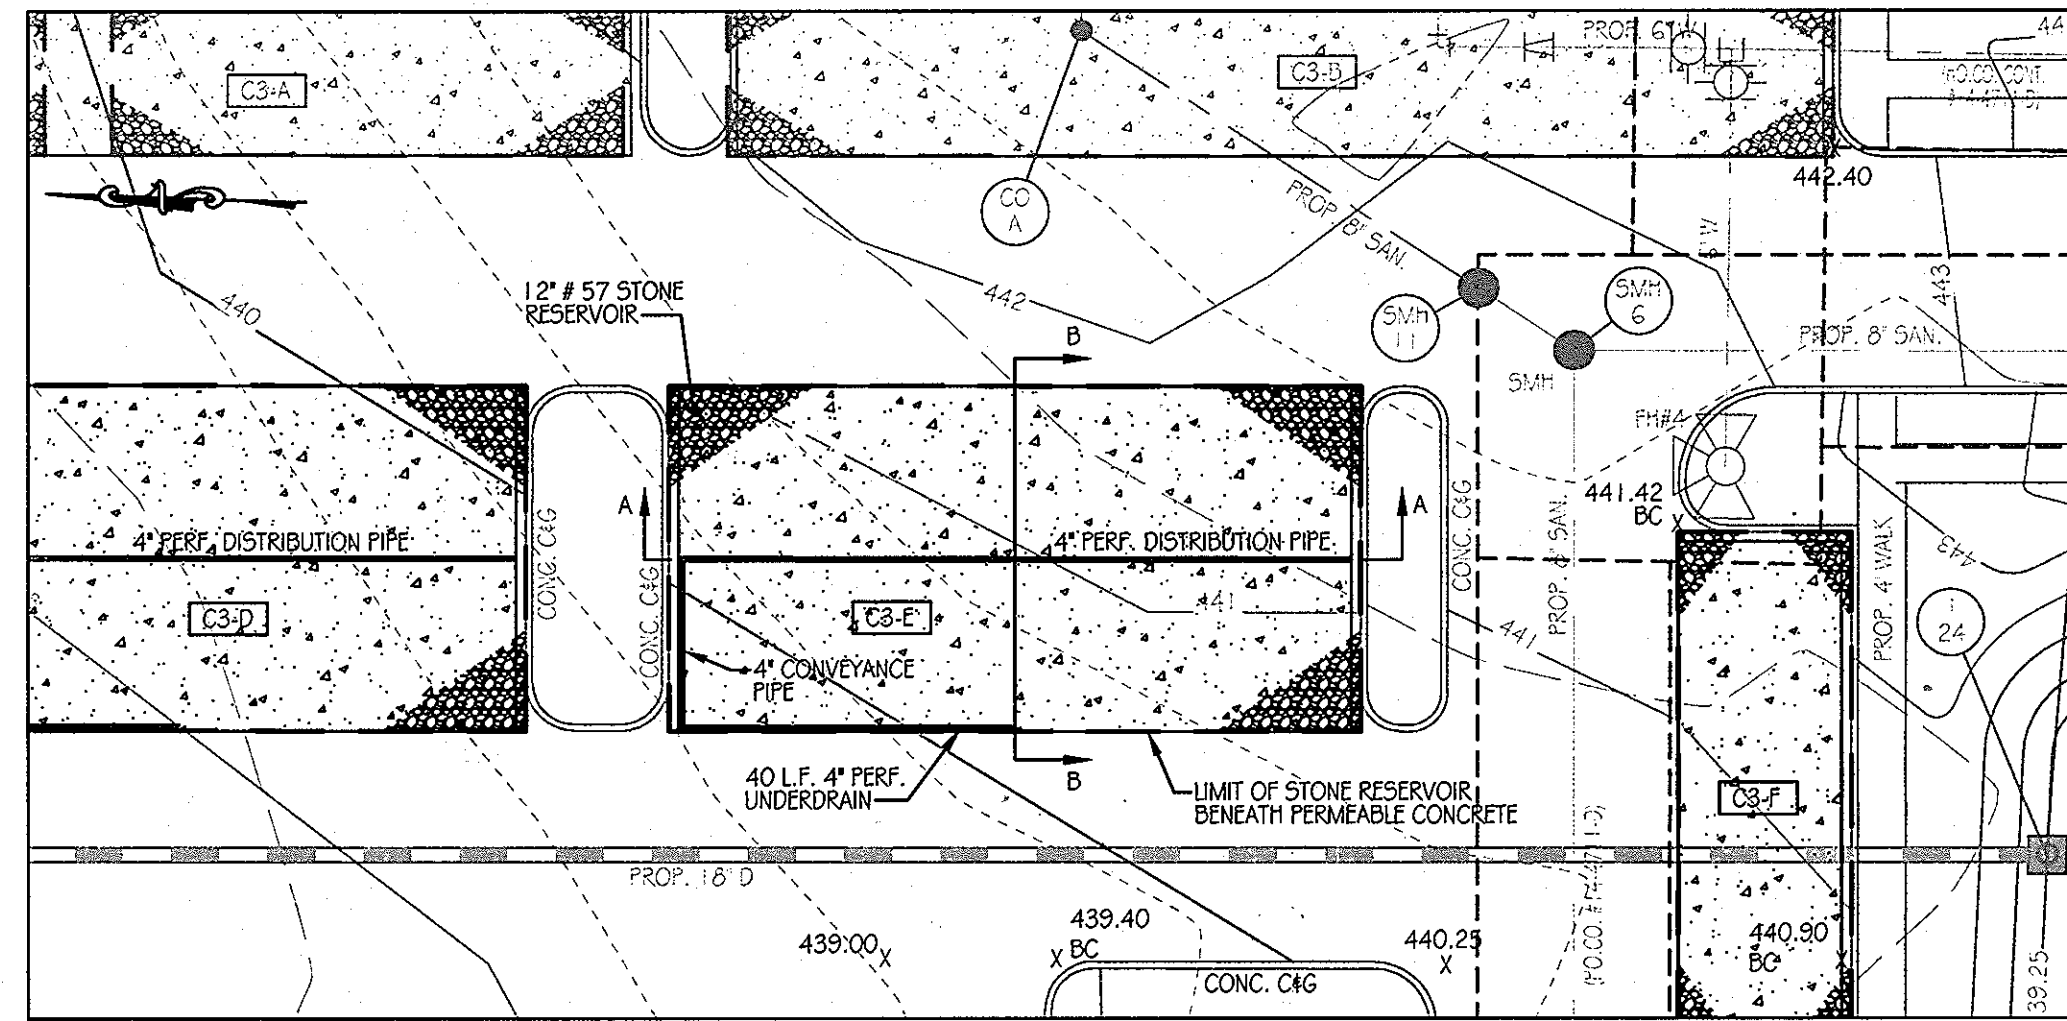 C3-A
C3-B
PROP. 6" W
44
442.40
CO
A
PROP. 8" SAN.
440
12" # 57 STONE
RESERVOIR
442
B
SMH
11
SMH
6
443
PROP. 8" SAN.
SMH
FH#4
441.42
BC
A
A
4" PERF. DISTRIBUTION PIPE
4" PERF. DISTRIBUTION PIPE
CONC. C&G
CONC. C&G
CONC. C&G
PROP. 8" SAN.
PROP. 4' WALK
443
C3-D
C3-E
441
441
I
24
4" CONVEYANCE
PIPE
40 L.F. 4" PERF.
UNDERDRAIN
B
LIMIT OF STONE RESERVOIR
BENEATH PERMEABLE CONCRETE
C3-F
PROP. 18" D
439.00
X
439.40
X BC
440.25
X
440.90
BC X
CONC. C&G
39.25